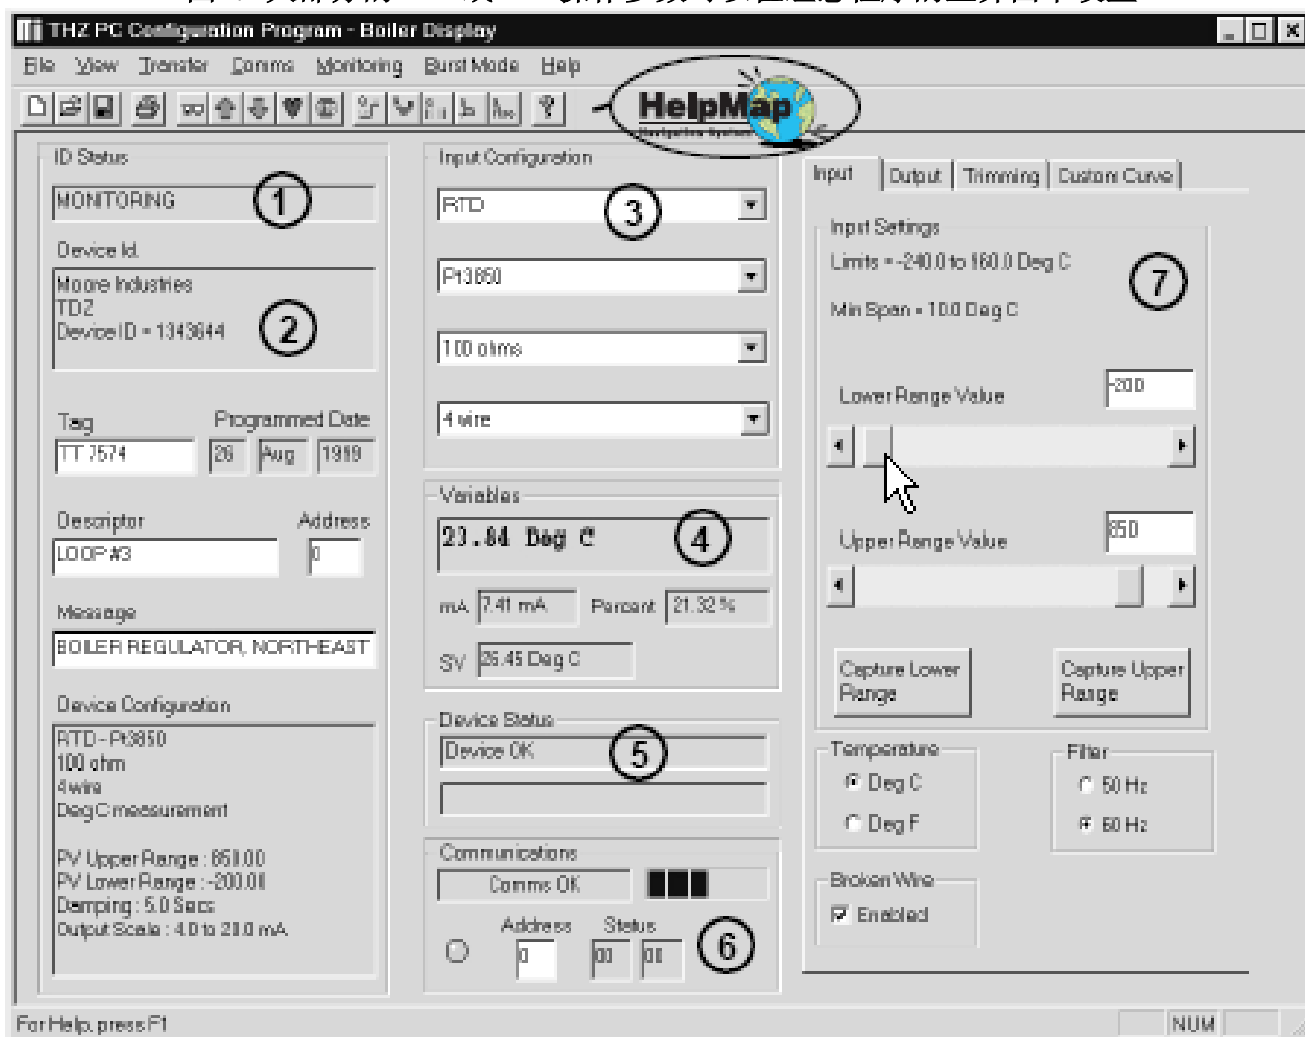 THZ PC Configuration Program - Boiler Display
File View Transfer Comms Monitoring Burst Mode Help
HelpMap
Navigation System
ID Status
MONITORING
1
Device Id.
Moore Industries
TDZ
Device ID = 1343644
2
Tag
Programmed Date
TT 7574
26 Aug 1999
Descriptor
Address
LOOP #3
0
Message
BOILER REGULATOR, NORTHEAST
Device Configuration
RTD - Pt3850
100 ohm
4 wire
Deg C measurement
PV Upper Range : 850.00
PV Lower Range : -200.00
Damping : 5.0 Secs
Output Scale : 4.0 to 20.0 mA
Input Configuration
RTD
3
Pt3850
100 ohms
4 wire
Variables
23.84 Deg C
4
mA 7.41 mA Percent 21.32 %
SV 26.45 Deg C
Device Status
Device OK
5
Communications
Comms OK
Address Status
0 00 00
6
Input Output Trimming Custom Curve
Input Settings
Limits = -240.0 to 960.0 Deg C
7
Min Span = 10.0 Deg C
Lower Range Value
-200
Upper Range Value
850
Capture Lower Range
Capture Upper Range
Temperature
Deg C
Deg F
Filter
50 Hz
60 Hz
Broken Wire
Enabled
For Help, press F1
NUM